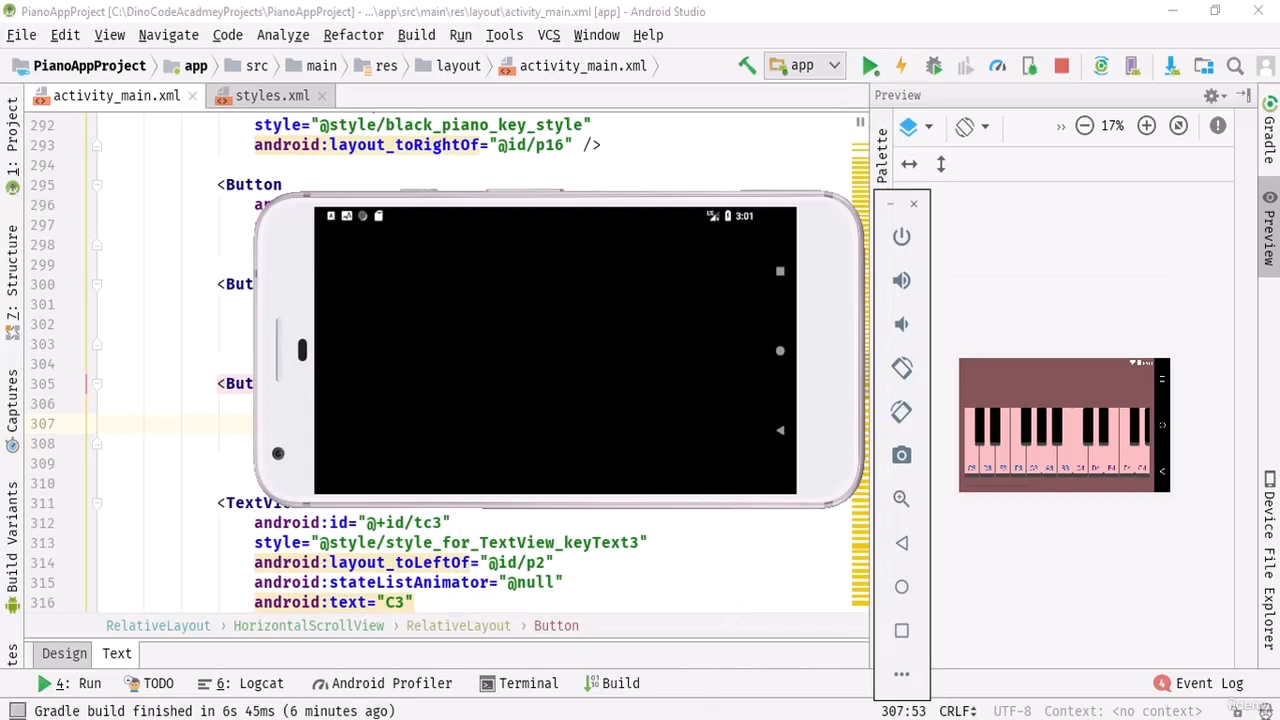 PianoAppProject [C:\DinoCodeAcadmeyProjects\PianoAppProject] - ...\app\src\main\res\layout\activity_main.xml [app] - Android Studio
File Edit View Navigate Code Analyze Refactor Build Run Tools VCS Window Help
PianoAppProject app src main res layout activity_main.xml app
activity_main.xml styles.xml Preview
292 style="@style/black_piano_key_style"
293 android:layout_toRightOf="@id/p16" />
17%
294
295 <Button
296
297
298
299
300 <But
301
302
303
304
305 <But
306
307
308
309
311 <TextVi
312 android:id="@+id/tc3"
313 style="@style/style_for_TextView_keyText3"
314 android:layout_toLeftOf="@id/p2"
315 android:stateListAnimator="@null"
316 android:text="C3"
3:01
1: Project
7: Structure
Captures
Build Variants
Palette
Gradle
Preview
Device File Explorer
RelativeLayout › HorizontalScrollView › RelativeLayout › Button
Design Text
4: Run TODO 6: Logcat Android Profiler Terminal Build 4 Event Log
Gradle build finished in 6s 45ms (6 minutes ago) 307:53 CRLF UTF-8 Context: <no context>